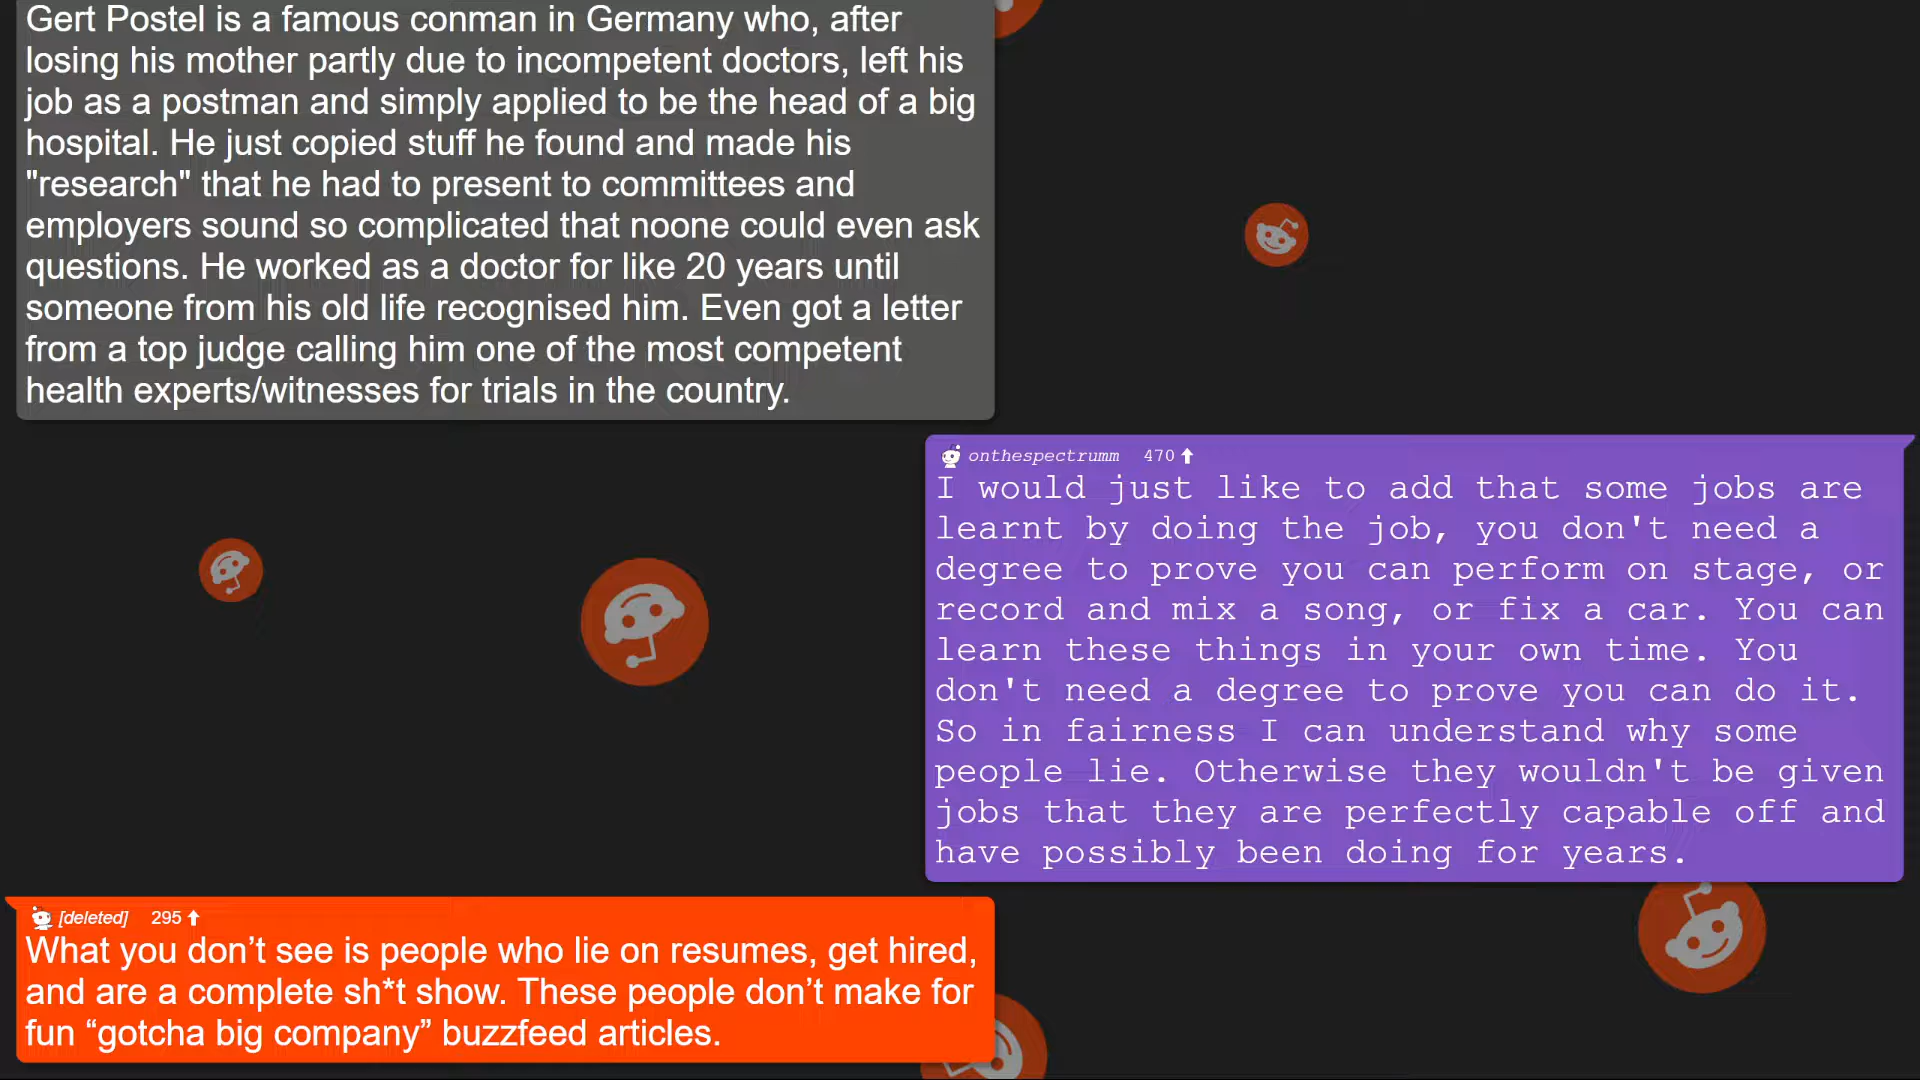 Gert Postel is a famous conman in Germany who, after
losing his mother partly due to incompetent doctors, left his
job as a postman and simply applied to be the head of a big
hospital. He just copied stuff he found and made his
"research" that he had to present to committees and
employers sound so complicated that noone could even ask
questions. He worked as a doctor for like 20 years until
someone from his old life recognised him. Even got a letter
from a top judge calling him one of the most competent
health experts/witnesses for trials in the country.
onthespectrumm 470
I would just like to add that some jobs are
learnt by doing the job, you don't need a
degree to prove you can perform on stage, or
record and mix a song, or fix a car. You can
learn these things in your own time. You
don't need a degree to prove you can do it.
So in fairness I can understand why some
people lie. Otherwise they wouldn't be given
jobs that they are perfectly capable off and
have possibly been doing for years.
[deleted] 295
What you don’t see is people who lie on resumes, get hired,
and are a complete sh*t show. These people don’t make for
fun “gotcha big company” buzzfeed articles.